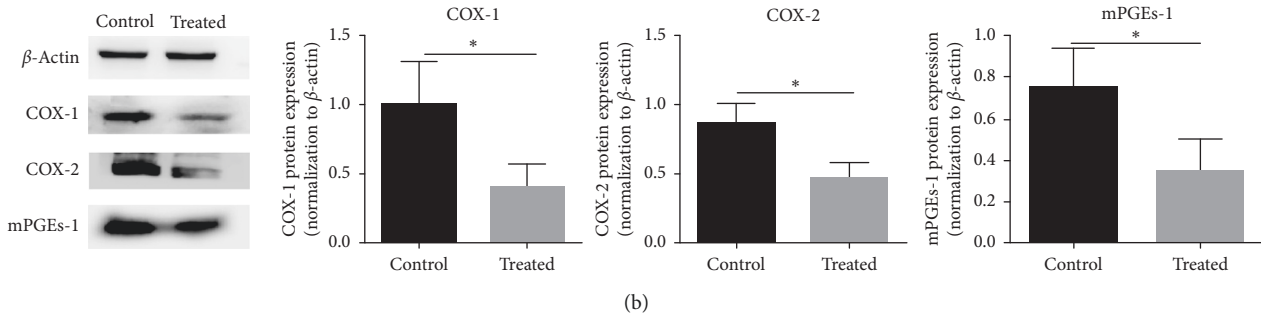 Control Treated
β-Actin
COX-1
COX-2
mPGEs-1
COX-1
COX-1 protein expression
(normalization to β-actin)
1.5
1.0
0.5
0.0
*
Control Treated
COX-2
COX-2 protein expression
(normalization to β-actin)
1.5
1.0
0.5
0.0
*
Control Treated
mPGEs-1
mPGEs-1 protein expression
(normalization to β-actin)
1.0
0.8
0.6
0.4
0.2
0.0
*
Control Treated
(b)